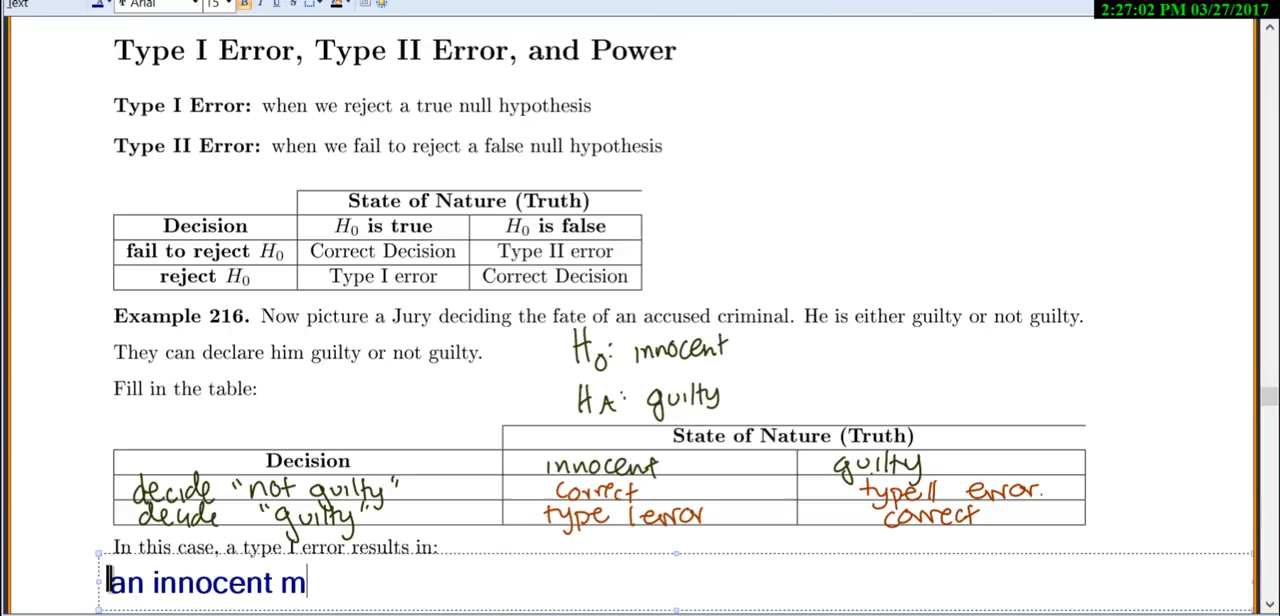 Text Arial 15 B I U S
2:27:02 PM 03/27/2017
Type I Error, Type II Error, and Power
Type I Error: when we reject a true null hypothesis
Type II Error: when we fail to reject a false null hypothesis
State of Nature (Truth)
Decision H₀ is true H₀ is false
fail to reject H₀ Correct Decision Type II error
reject H₀ Type I error Correct Decision
Example 216. Now picture a Jury deciding the fate of an accused criminal. He is either guilty or not guilty.
They can declare him guilty or not guilty.
H₀: innocent
Fill in the table:
HA: guilty
State of Nature (Truth)
Decision innocent guilty
decide "not guilty" correct type II error.
decide "guilty". type I error correct
In this case, a type I error results in:
an innocent m